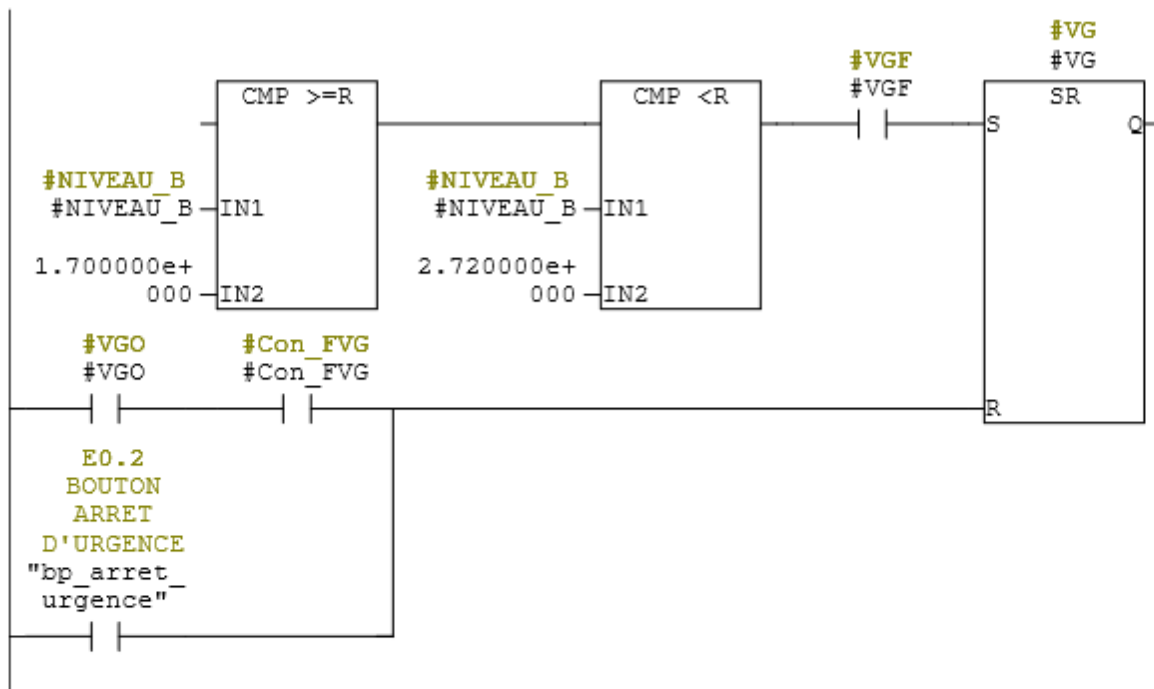 #VG
#VG
SR
S
Q
R
#VGF
#VGF
CMP >=R
#NIVEAU_B
#NIVEAU_B
IN1
1.700000e+
000
IN2
CMP <R
#NIVEAU_B
#NIVEAU_B
IN1
2.720000e+
000
IN2
#VGO
#VGO
#Con_FVG
#Con_FVG
E0.2
BOUTON
ARRET
D'URGENCE
"bp_arret_
urgence"